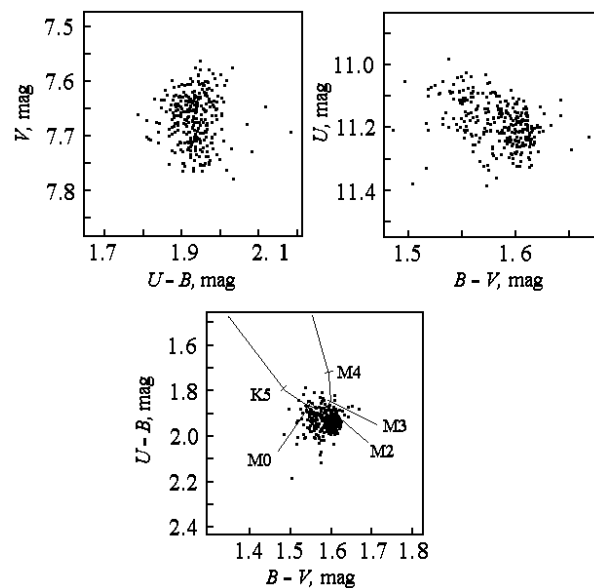 7.5
7.6
7.7
7.8
V, mag
1.7
1.9
2. 1
U - B, mag
11.0
11.2
11.4
U, mag
1.5
1.6
B - V, mag
1.6
1.8
2.0
2.2
2.4
U - B, mag
K5
M4
M0
M3
M2
1.4
1.5
1.6
1.7
1.8
B - V, mag